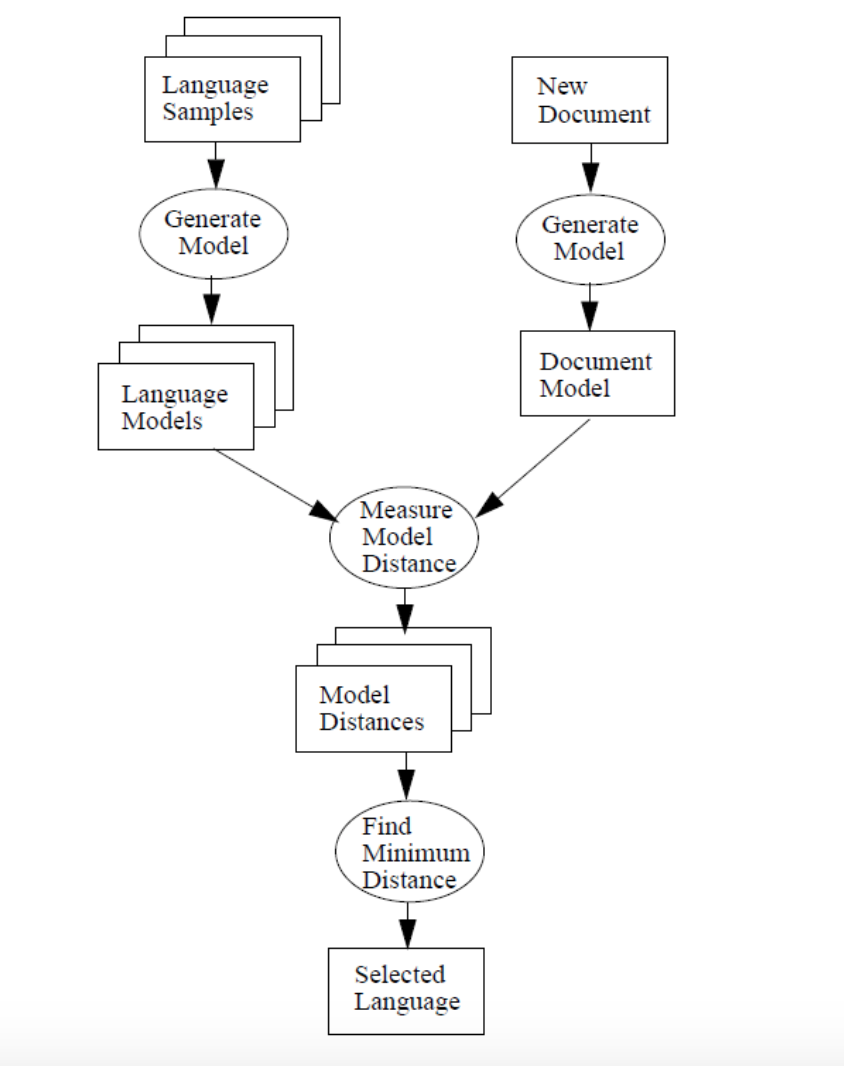 Language
Samples
New
Document
Generate
Model
Generate
Model
Language
Models
Document
Model
Measure
Model
Distance
Model
Distances
Find
Minimum
Distance
Selected
Language